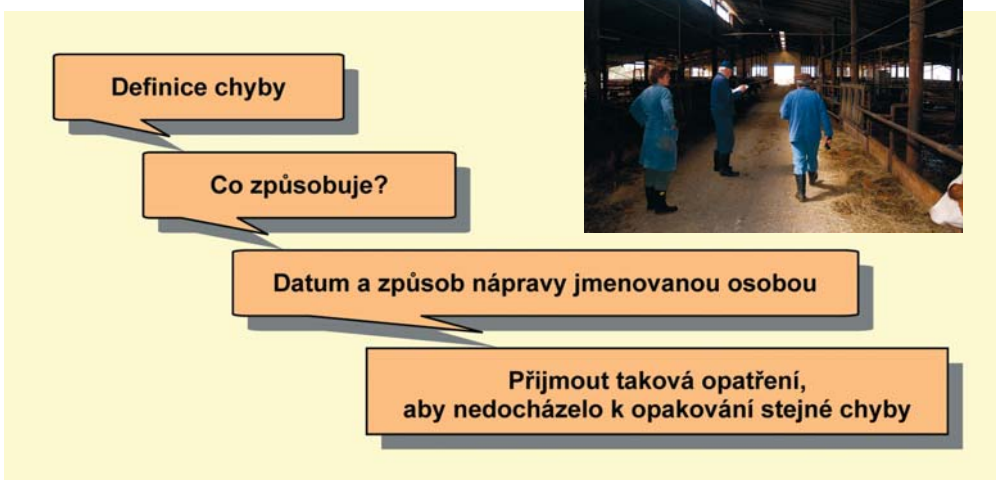 Definice chyby
Co způsobuje?
Datum a způsob nápravy jmenovanou osobou
Přijmout taková opatření,
aby nedocházelo k opakování stejné chyby